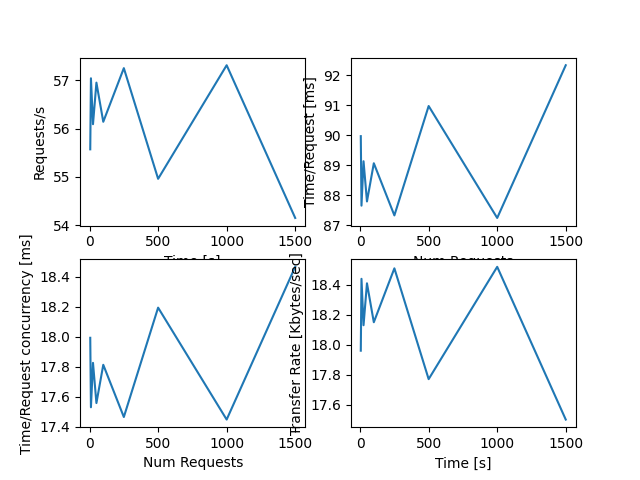 Requests/s
57
56
55
54
0 500 1000 1500
Time [s]
Time/Request [ms]
92
91
90
89
88
87
0 500 1000 1500
Num Requests
Time/Request concurrency [ms]
18.4
18.2
18.0
17.8
17.6
17.4
0 500 1000 1500
Num Requests
Transfer Rate [Kbytes/sec]
18.4
18.2
18.0
17.8
17.6
0 500 1000 1500
Time [s]